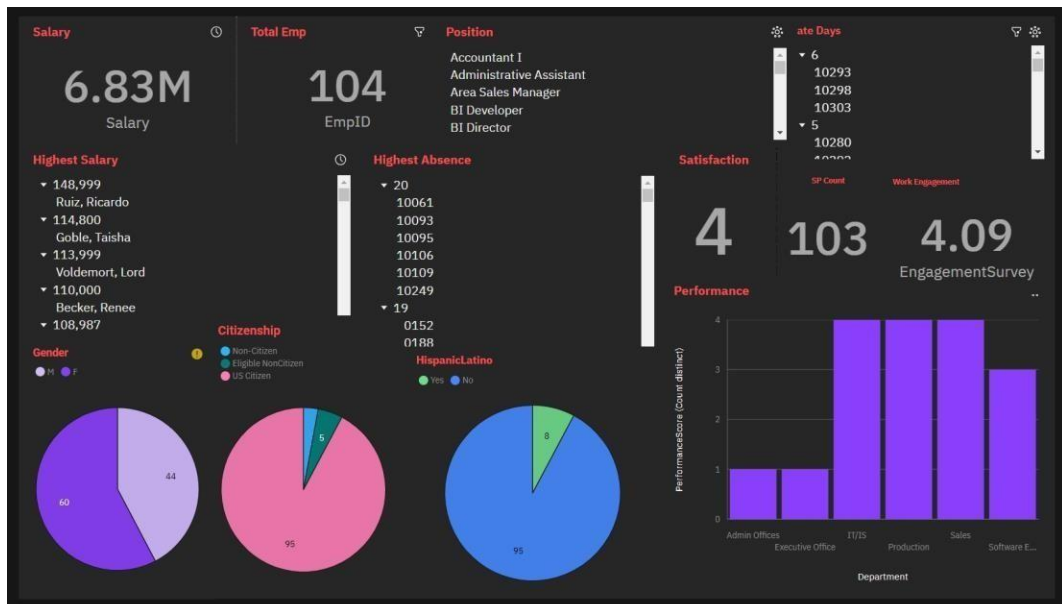 Salary
6.83M
Salary
Total Emp
104
EmpID
Position
Accountant I
Administrative Assistant
Area Sales Manager
BI Developer
BI Director
ate Days
6
10293
10298
10303
5
10280
Highest Salary
148,999
Ruiz, Ricardo
114,800
Goble, Taisha
113,999
Voldemort, Lord
110,000
Becker, Renee
108,987
Highest Absence
20
10061
10093
10095
10106
10109
10249
19
0152
0188
Satisfaction
4
SP Count
103
Work Engagement
4.09
EngagementSurvey
Gender
M F
44
60
Citizenship
Non-Citizen
Eligible NonCitizen
US Citizen
5
95
HispanicLatino
Yes No
8
95
Performance
PerformanceScore (Count distinct)
4
3
2
1
0
Admin Offices
Executive Office
IT/IS
Production
Sales
Software E...
Department